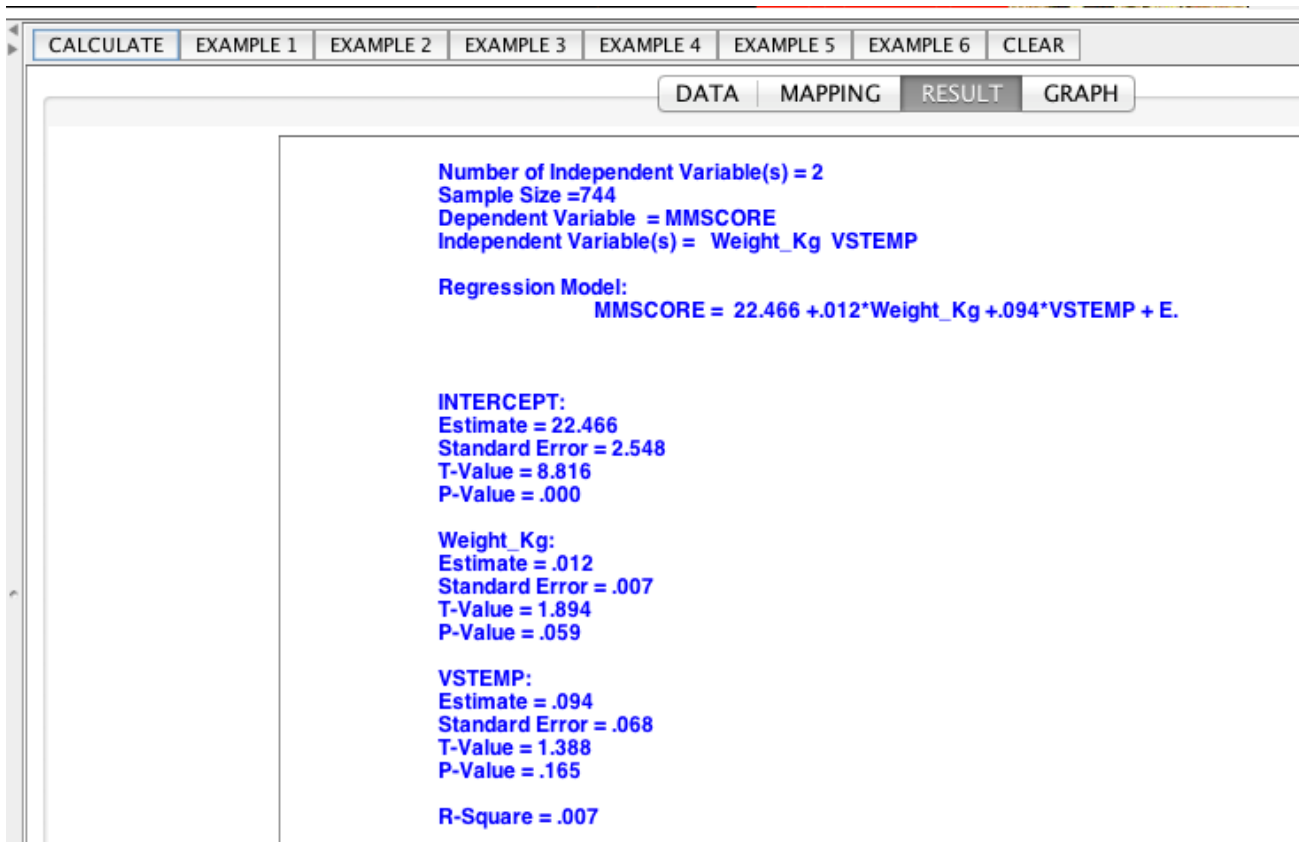 CALCULATE EXAMPLE 1 EXAMPLE 2 EXAMPLE 3 EXAMPLE 4 EXAMPLE 5 EXAMPLE 6 CLEAR
DATA MAPPING RESULT GRAPH
Number of Independent Variable(s) = 2
Sample Size =744
Dependent Variable = MMSCORE
Independent Variable(s) = Weight_Kg VSTEMP
Regression Model:
MMSCORE = 22.466 +.012*Weight_Kg +.094*VSTEMP + E.
INTERCEPT:
Estimate = 22.466
Standard Error = 2.548
T-Value = 8.816
P-Value = .000
Weight_Kg:
Estimate = .012
Standard Error = .007
T-Value = 1.894
P-Value = .059
VSTEMP:
Estimate = .094
Standard Error = .068
T-Value = 1.388
P-Value = .165
R-Square = .007